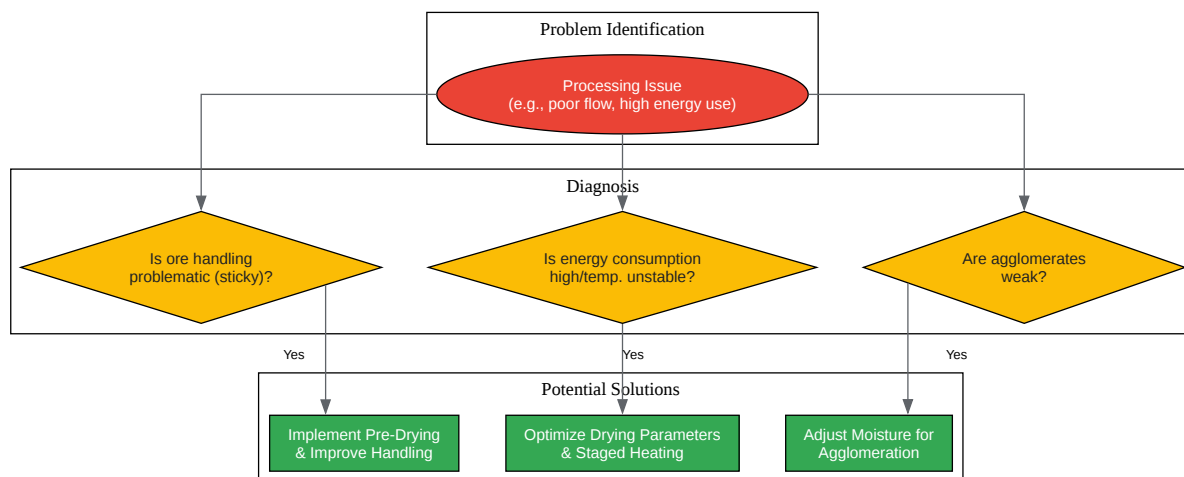 Problem Identification
Processing Issue
(e.g., poor flow, high energy use)
Diagnosis
Is ore handling
problematic (sticky)?
Is energy consumption
high/temp. unstable?
Are agglomerates
weak?
Yes
Yes
Yes
Potential Solutions
Implement Pre-Drying
& Improve Handling
Optimize Drying Parameters
& Staged Heating
Adjust Moisture for
Agglomeration